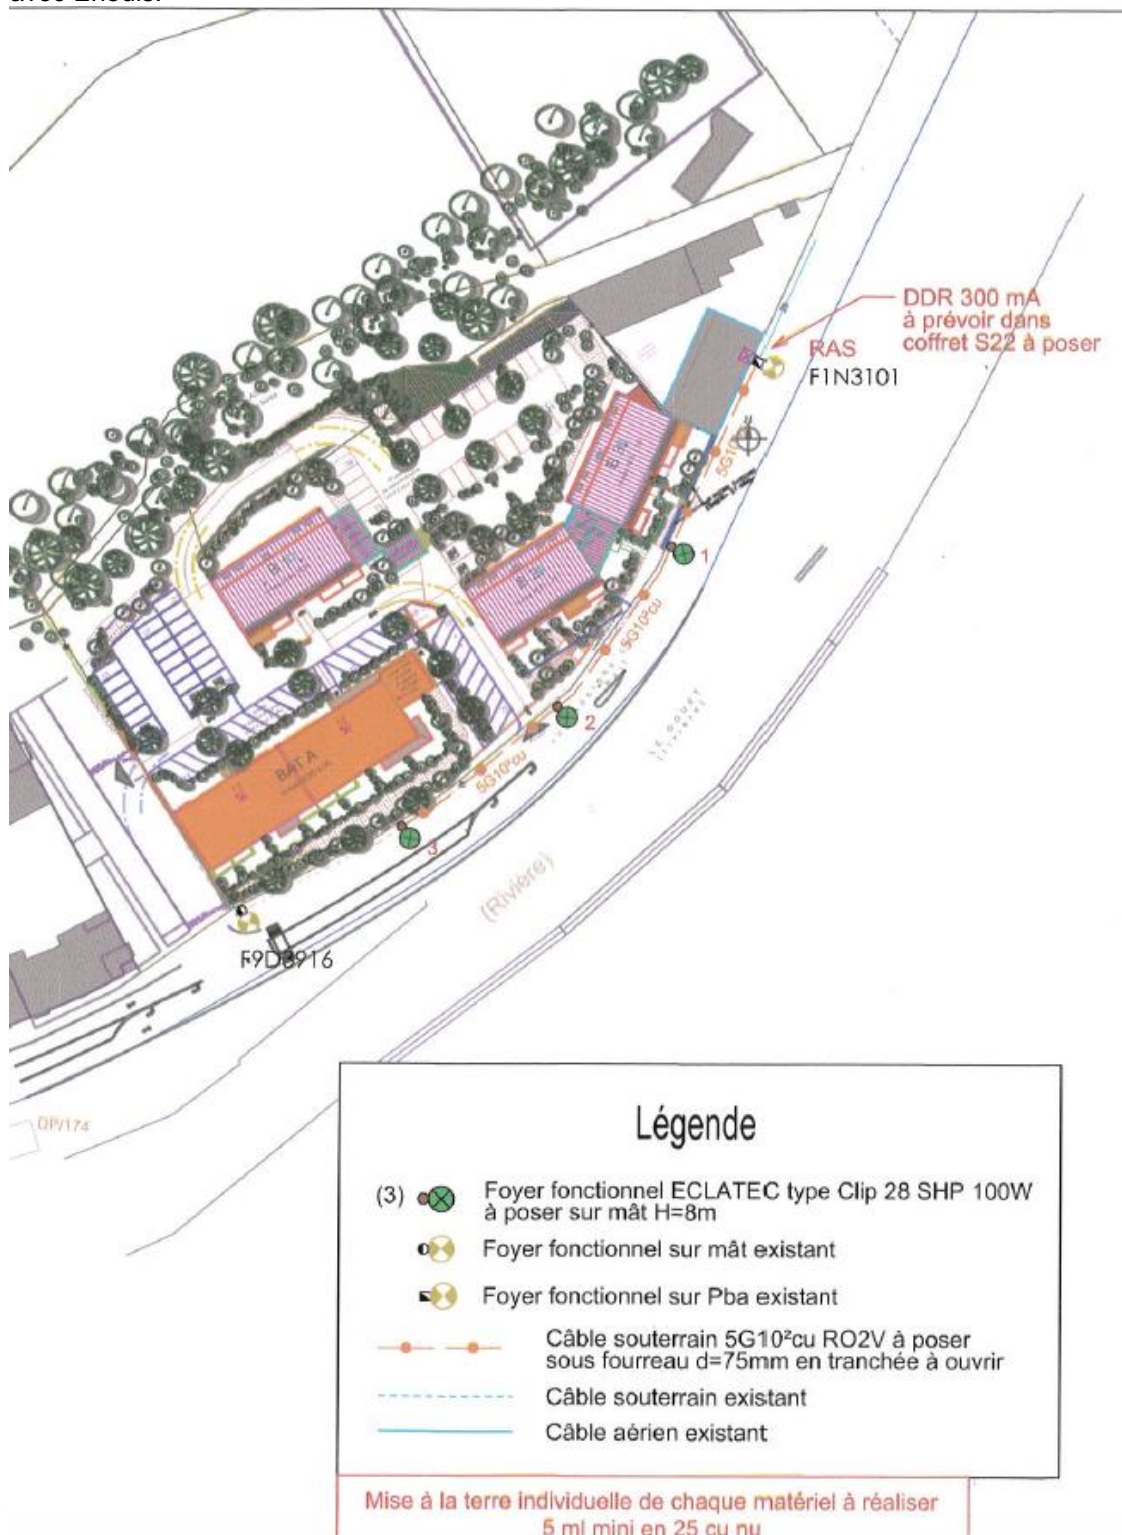 DDR 300 mA
à prévoir dans
coffret S22 à poser
RAS
F1N3101
5G10²cu
1
5G10²cu
2
5G10²cu
3
BAT A
(Rivière)
F9D3916
DP/174
Légende
(3) Foyer fonctionnel ECLATEC type Clip 28 SHP 100W
à poser sur mât H=8m
Foyer fonctionnel sur mât existant
Foyer fonctionnel sur Pba existant
Câble souterrain 5G10²cu RO2V à poser
sous fourreau d=75mm en tranchée à ouvrir
Câble souterrain existant
Câble aérien existant
Mise à la terre individuelle de chaque matériel à réaliser
5 ml mini en 25 cu nu